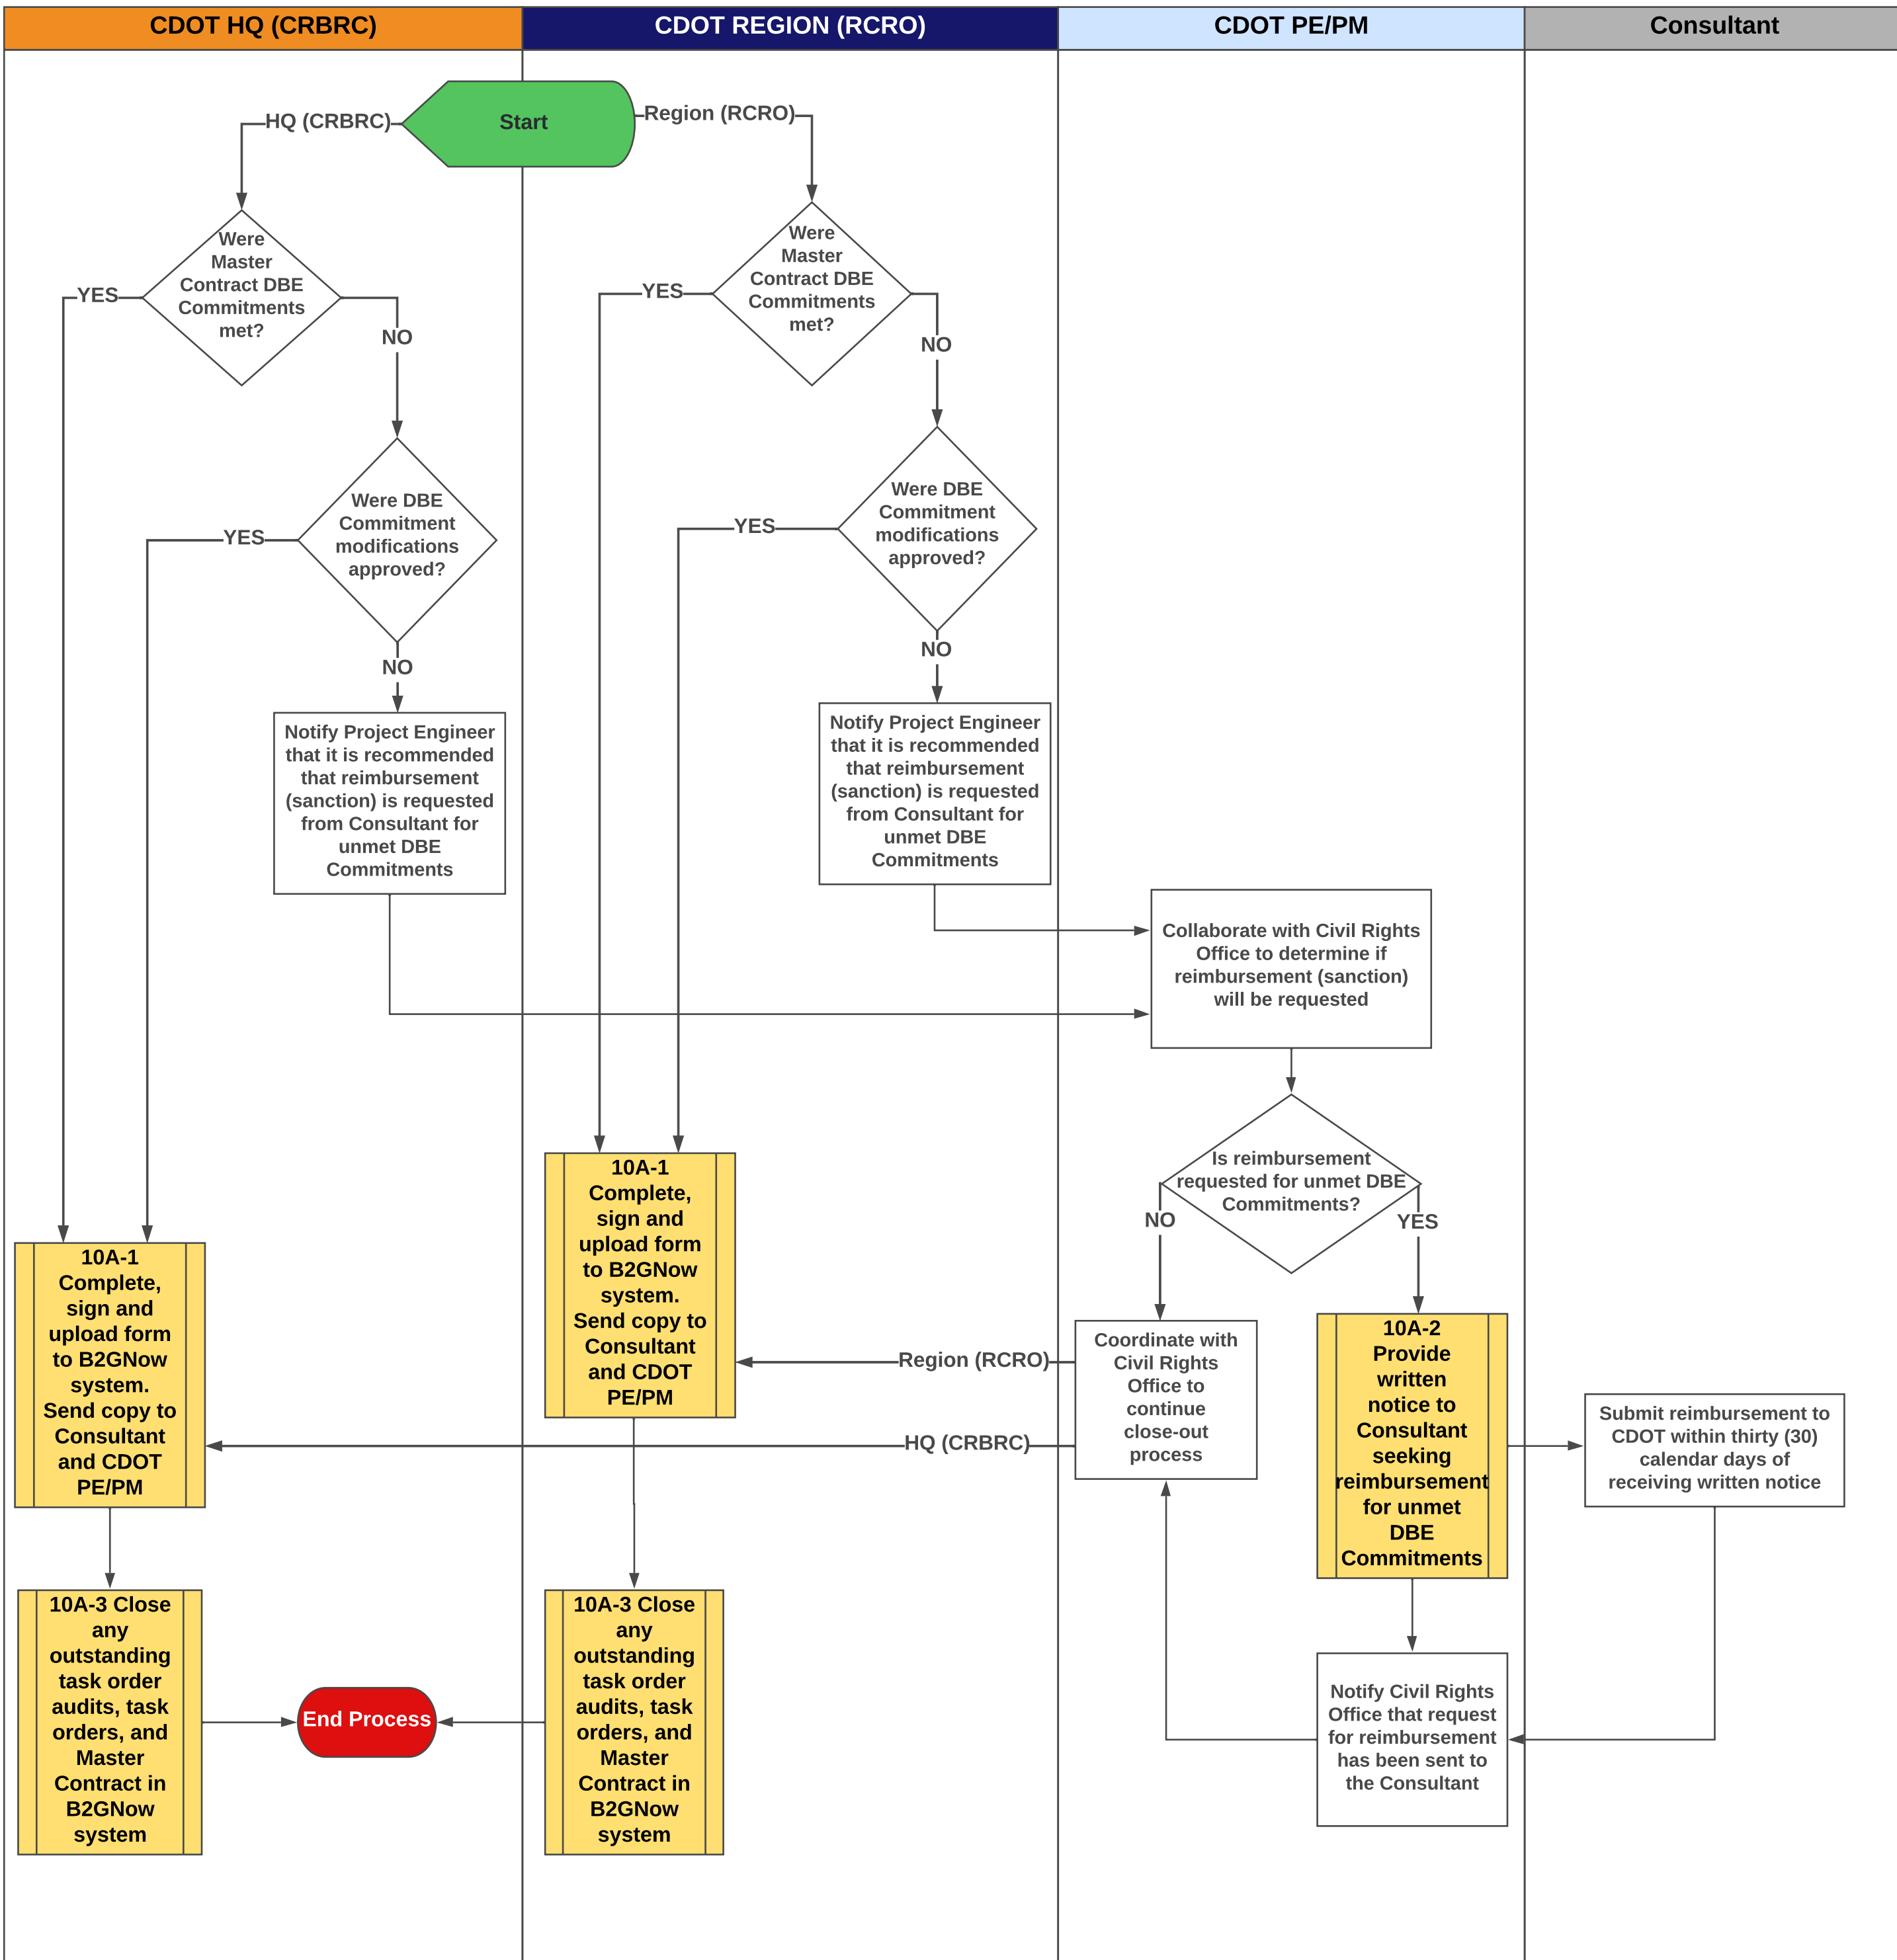 CDOT HQ (CRBRC)
CDOT REGION (RCRO)
CDOT PE/PM
Consultant
Start
HQ (CRBRC)
Region (RCRO)
Were
Master
Contract DBE
Commitments
met?
YES
NO
Were
Master
Contract DBE
Commitments
met?
YES
NO
Were DBE
Commitment
modifications
approved?
YES
NO
Were DBE
Commitment
modifications
approved?
YES
NO
Notify Project Engineer
that it is recommended
that reimbursement
(sanction) is requested
from Consultant for
unmet DBE
Commitments
Notify Project Engineer
that it is recommended
that reimbursement
(sanction) is requested
from Consultant for
unmet DBE
Commitments
Collaborate with Civil Rights
Office to determine if
reimbursement (sanction)
will be requested
Is reimbursement
requested for unmet DBE
Commitments?
NO
YES
10A-1
Complete,
sign and
upload form
to B2GNow
system.
Send copy to
Consultant
and CDOT
PE/PM
10A-1
Complete,
sign and
upload form
to B2GNow
system.
Send copy to
Consultant
and CDOT
PE/PM
Region (RCRO)
HQ (CRBRC)
Coordinate with
Civil Rights
Office to
continue
close-out
process
10A-2
Provide
written
notice to
Consultant
seeking
reimbursement
for unmet
DBE
Commitments
Submit reimbursement to
CDOT within thirty (30)
calendar days of
receiving written notice
10A-3 Close
any
outstanding
task order
audits, task
orders, and
Master
Contract in
B2GNow
system
End Process
10A-3 Close
any
outstanding
task order
audits, task
orders, and
Master
Contract in
B2GNow
system
Notify Civil Rights
Office that request
for reimbursement
has been sent to
the Consultant